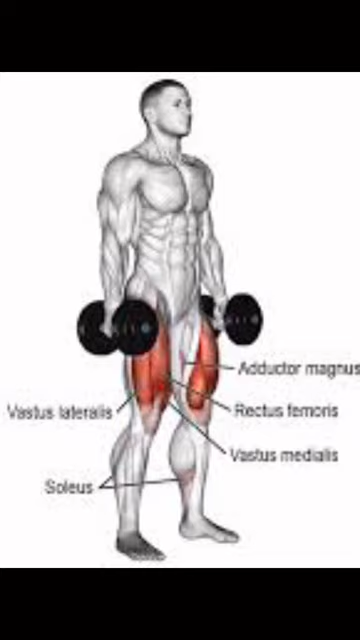 Adductor magnus
Vastus lateralis
Rectus femoris
Vastus medialis
Soleus